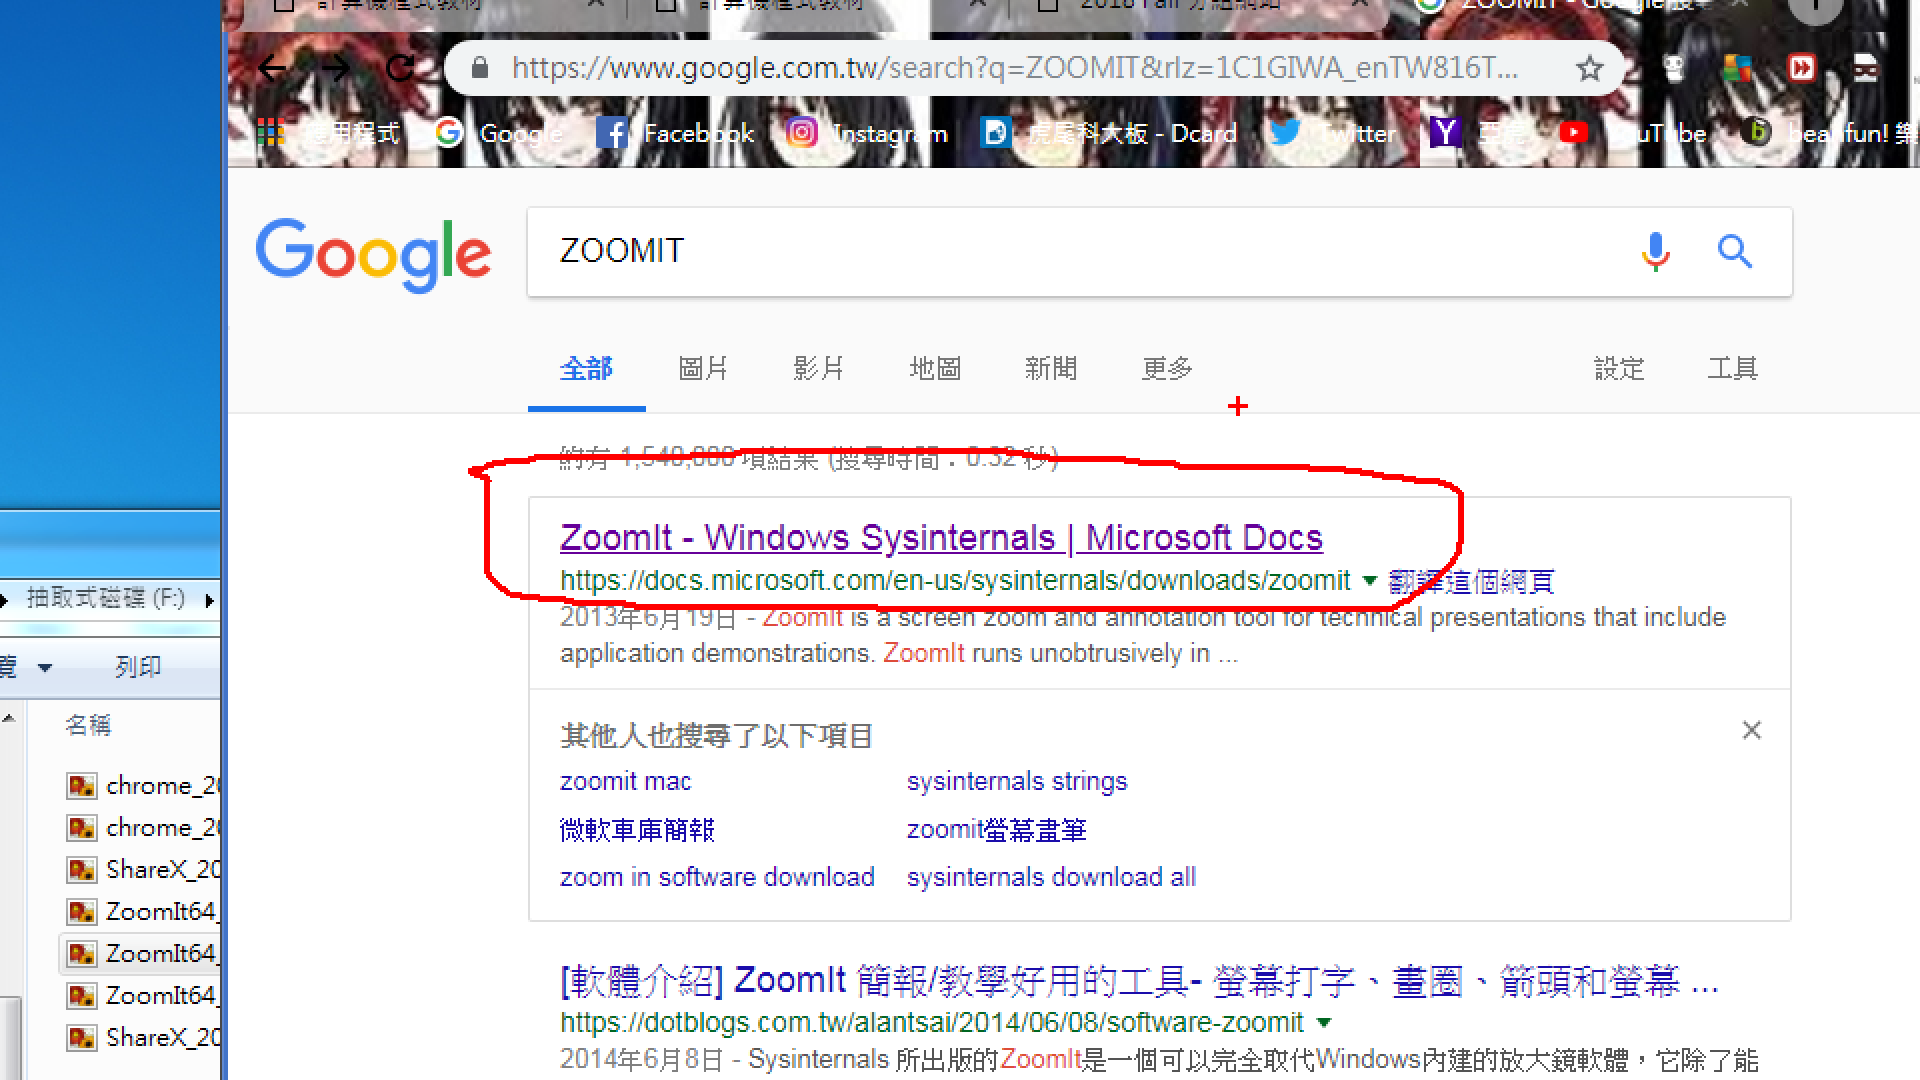 計算機程式教材
計算機程式教材
2018 Fall 分組網站
ZOOMIT - Google
https://www.google.com.tw/search?q=ZOOMIT&rlz=1C1GIWA_enTW816T...
應用程式
Google
Facebook
Instagram
虎尾科大板 - Dcard
Twitter
YouTube
beanfun! 樂
Google
ZOOMIT
全部 圖片 影片 地圖 新聞 更多 設定 工具
約有 1,540,000 項結果 (搜尋時間：0.32 秒)
ZoomIt - Windows Sysinternals | Microsoft Docs
https://docs.microsoft.com/en-us/sysinternals/downloads/zoomit 翻譯這個網頁
2013年6月19日 - ZoomIt is a screen zoom and annotation tool for technical presentations that include
application demonstrations. ZoomIt runs unobtrusively in ...
其他人也搜尋了以下項目
zoomit mac
sysinternals strings
微軟車庫簡報
zoomit螢幕畫筆
zoom in software download
sysinternals download all
[軟體介紹] ZoomIt 簡報/教學好用的工具- 螢幕打字、畫圈、箭頭和螢幕 ...
https://dotblogs.com.tw/alantsai/2014/06/08/software-zoomit
2014年6月8日 - Sysinternals 所出版的ZoomIt是一個可以完全取代Windows內建的放大鏡軟體，它除了能
抽取式磁碟 (F:)
覽 列印
名稱
chrome_20
chrome_20
ShareX_20
ZoomIt64_
ZoomIt64_
ZoomIt64_
ShareX_20